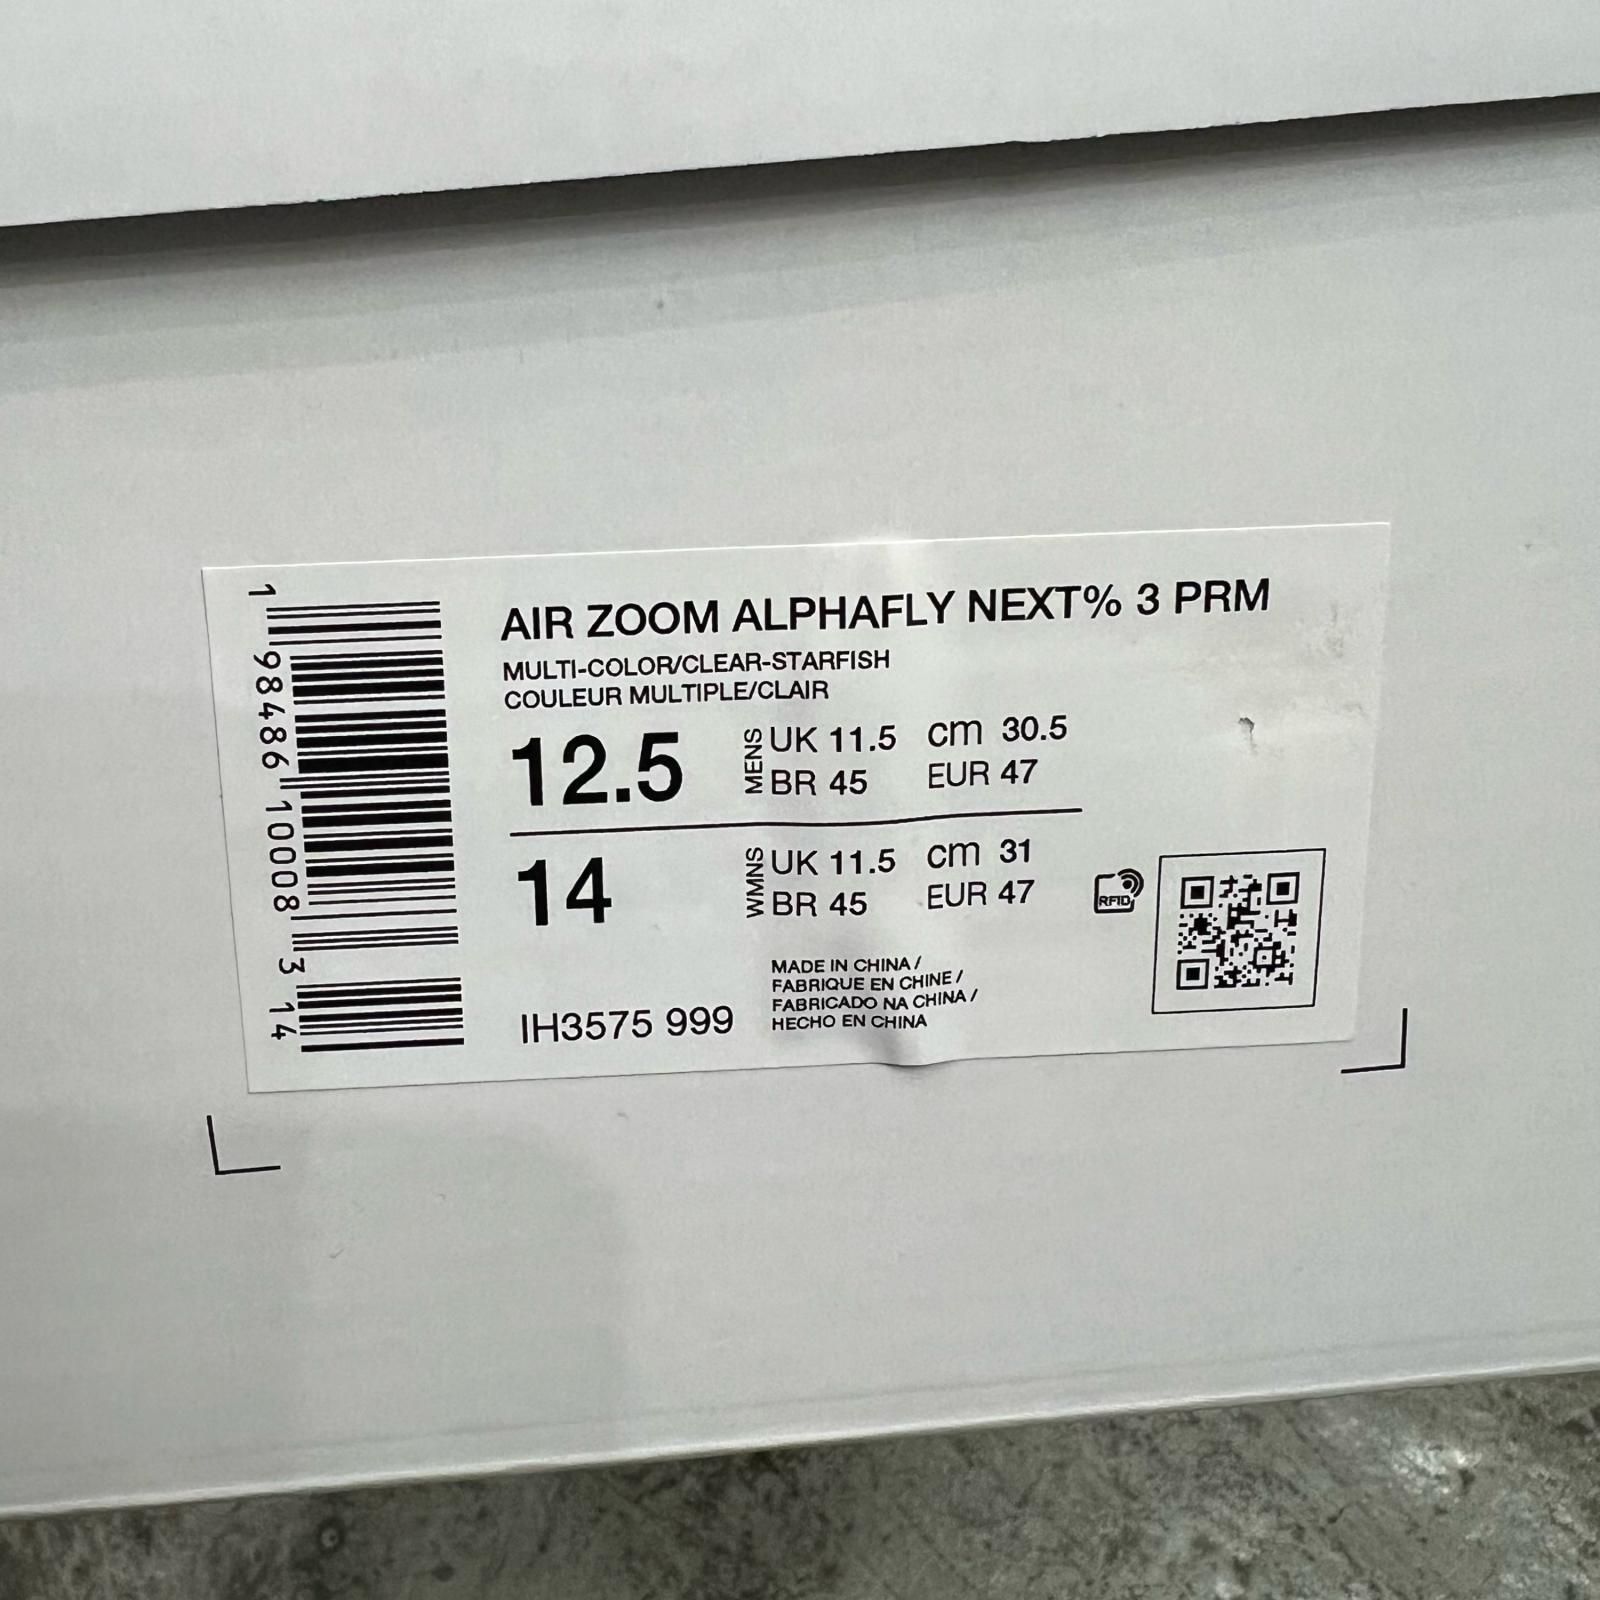 AIR ZOOM ALPHAFLY NEXT% 3 PRM
MULTI-COLOR/CLEAR-STARFISH
COULEUR MULTIPLE/CLAIR
12.5 MENS UK 11.5 cm 30.5
BR 45 EUR 47
14 WMNS UK 11.5 cm 31
BR 45 EUR 47
RFID
MADE IN CHINA /
FABRIQUE EN CHINE /
FABRICADO NA CHINA /
HECHO EN CHINA
IH3575 999
1 98486 10008 3 14